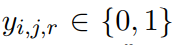 y_{i,j,r} ∈ {0, 1}